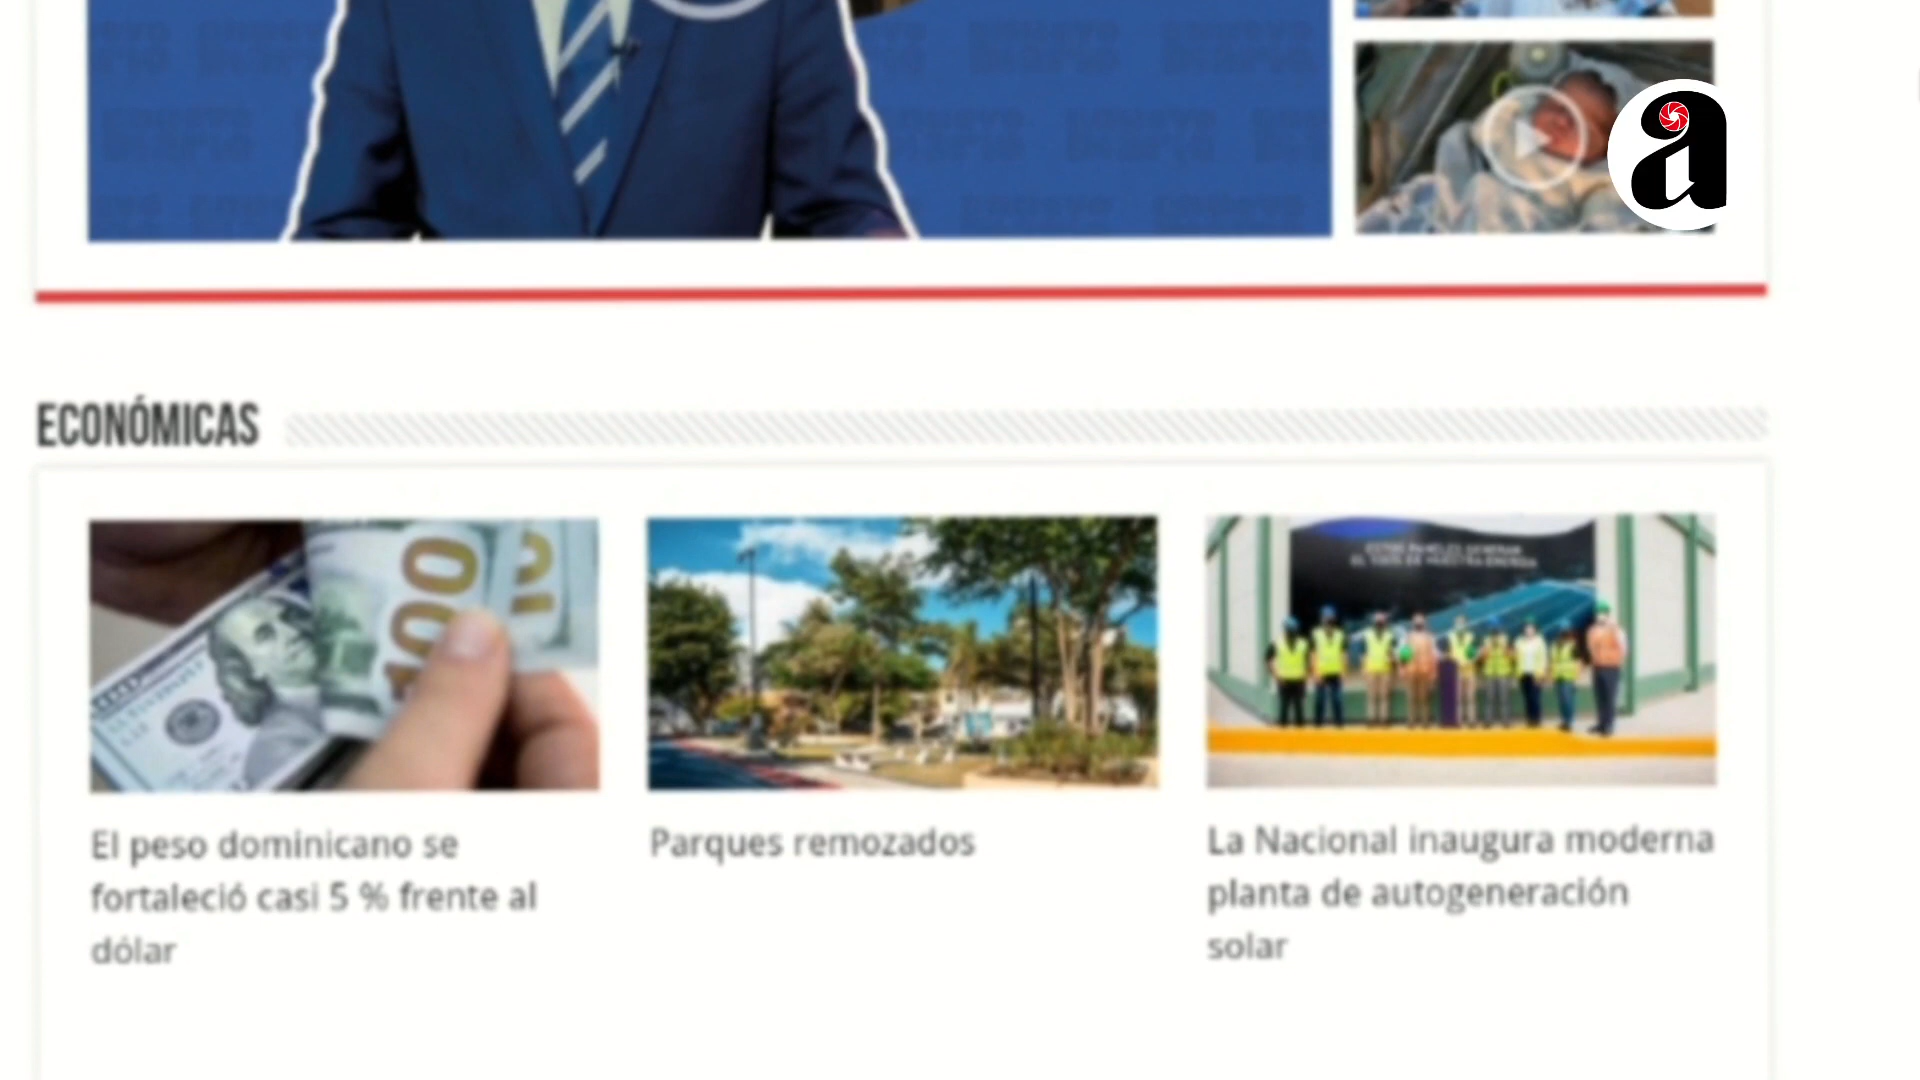 a
ECONÓMICAS
100
El peso dominicano se
fortaleció casi 5 % frente al
dólar
Parques remozados
La Nacional inaugura moderna
planta de autogeneración
solar